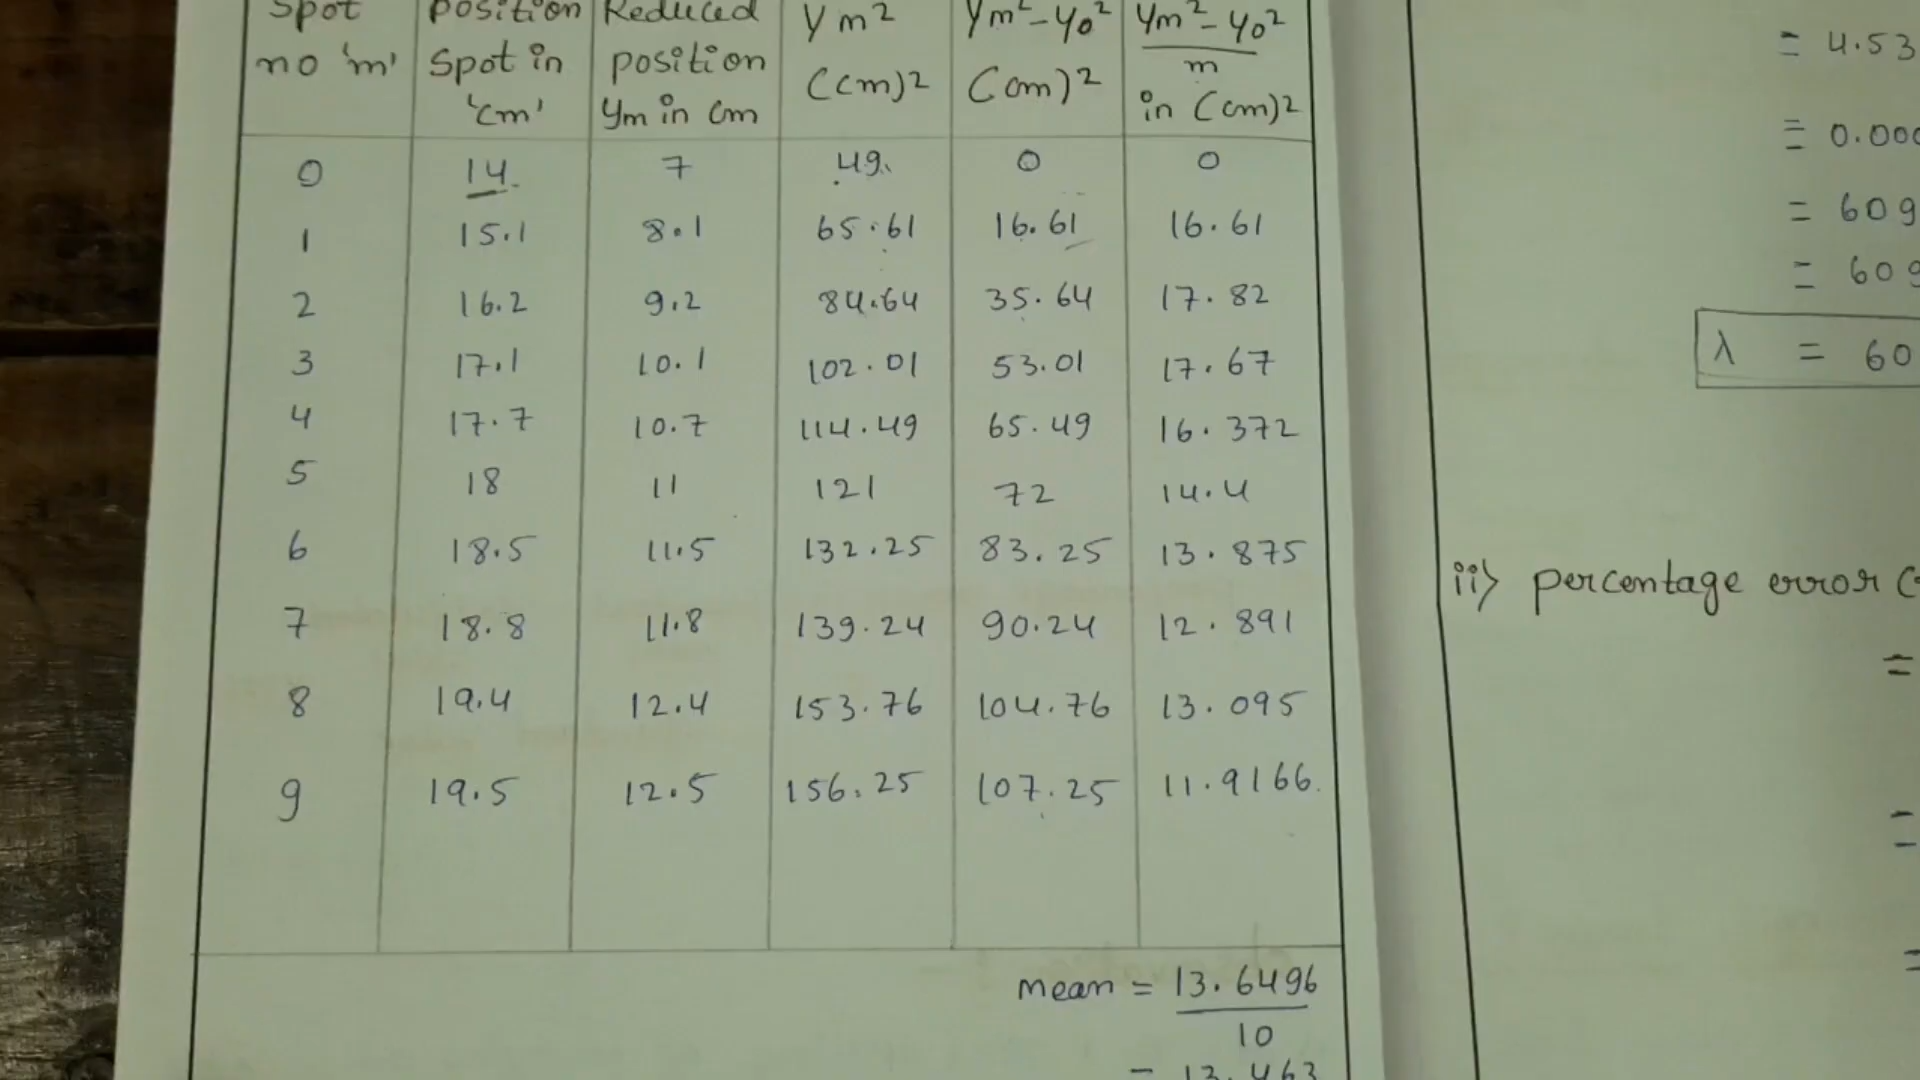 Spot position Reduced Ym² Ym²-yo² Ym²-yo²
no 'm' Spot in position (cm)² (cm)² m
'cm' Ym in cm in (cm)²
0 14 7 49 0 0
1 15.1 8.1 65.61 16.61 16.61
2 16.2 9.2 84.64 35.64 17.82
3 17.1 10.1 102.01 53.01 17.67
4 17.7 10.7 114.49 65.49 16.372
5 18 11 121 72 14.4
6 18.5 11.5 132.25 83.25 13.875
7 18.8 11.8 139.24 90.24 12.891
8 19.4 12.4 153.76 104.76 13.095
9 19.5 12.5 156.25 107.25 11.9166.
mean = 13.6496
10
= 13.463
= 4.53
= 0.000
= 609
= 609
λ = 60
ii) percentage error
=
=
=